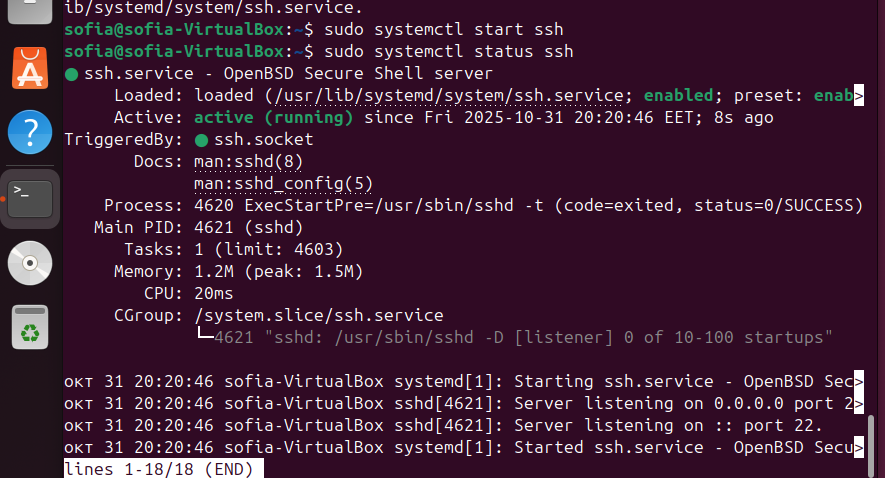 ib/systemd/system/ssh.service.
sofia@sofia-VirtualBox:~$ sudo systemctl start ssh
sofia@sofia-VirtualBox:~$ sudo systemctl status ssh
● ssh.service - OpenBSD Secure Shell server
Loaded: loaded (/usr/lib/systemd/system/ssh.service; enabled; preset: enab>
Active: active (running) since Fri 2025-10-31 20:20:46 EET; 8s ago
TriggeredBy: ● ssh.socket
Docs: man:sshd(8)
man:sshd_config(5)
Process: 4620 ExecStartPre=/usr/sbin/sshd -t (code=exited, status=0/SUCCESS)
Main PID: 4621 (sshd)
Tasks: 1 (limit: 4603)
Memory: 1.2M (peak: 1.5M)
CPU: 20ms
CGroup: /system.slice/ssh.service
└─4621 "sshd: /usr/sbin/sshd -D [listener] 0 of 10-100 startups"
окт 31 20:20:46 sofia-VirtualBox systemd[1]: Starting ssh.service - OpenBSD Sec>
окт 31 20:20:46 sofia-VirtualBox sshd[4621]: Server listening on 0.0.0.0 port 2>
окт 31 20:20:46 sofia-VirtualBox sshd[4621]: Server listening on :: port 22.
окт 31 20:20:46 sofia-VirtualBox systemd[1]: Started ssh.service - OpenBSD Secu>
lines 1-18/18 (END)